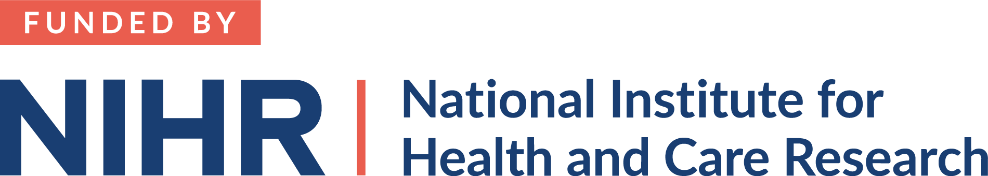 FUNDED BY
NIHR
National Institute for
Health and Care Research